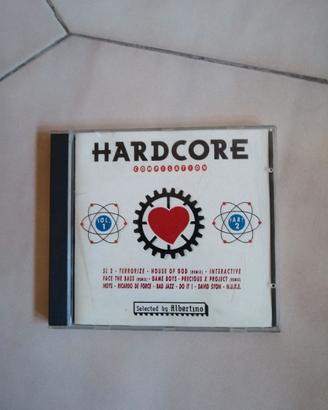 HARDCORE
COMPILATION
VOL. 1
PART 2
SL 2 - TERRORIZE - HOUSE OF GOD (REMIX) - INTERACTIVE
FACE THE BASS (REMIX) - GAME BOYS - PRECIOUS X PROJECT (REMIX)
HOYS - RICARDO DE FORCE - BAD JAZZ - DO IT ! - DAVID SYON - N.U.K.E.
Selected by Albertino